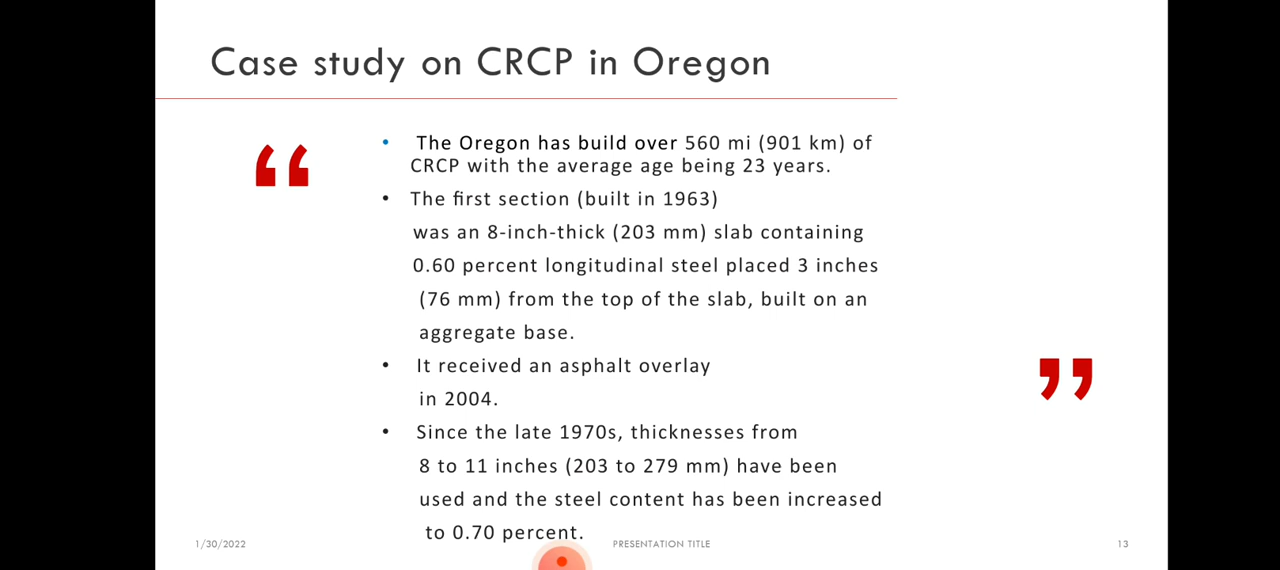 Case study on CRCP in Oregon
“
• The Oregon has build over 560 mi (901 km) of
CRCP with the average age being 23 years.
• The first section (built in 1963)
was an 8-inch-thick (203 mm) slab containing
0.60 percent longitudinal steel placed 3 inches
(76 mm) from the top of the slab, built on an
aggregate base.
• It received an asphalt overlay
in 2004.
• Since the late 1970s, thicknesses from
8 to 11 inches (203 to 279 mm) have been
used and the steel content has been increased
to 0.70 percent.
”
1/30/2022
PRESENTATION TITLE
13